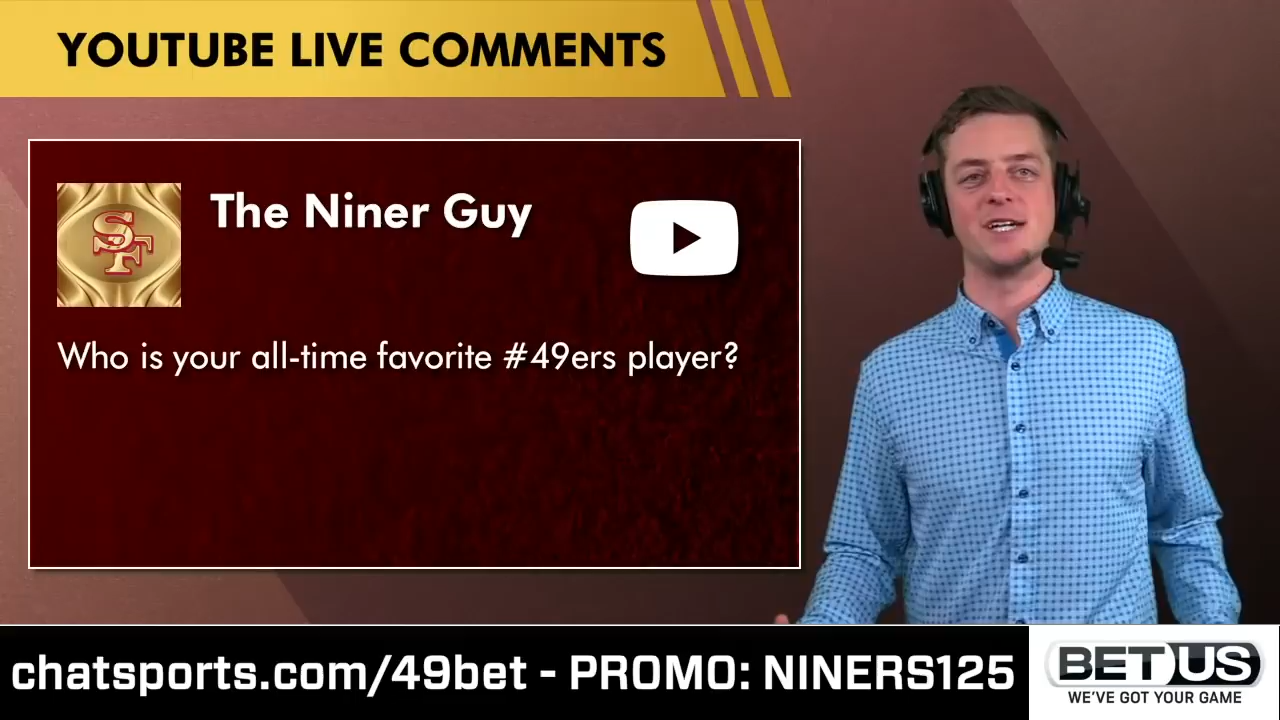 YOUTUBE LIVE COMMENTS
SF
The Niner Guy
Who is your all-time favorite #49ers player?
chatsports.com/49bet - PROMO: NINERS125
BETUS
WE'VE GOT YOUR GAME